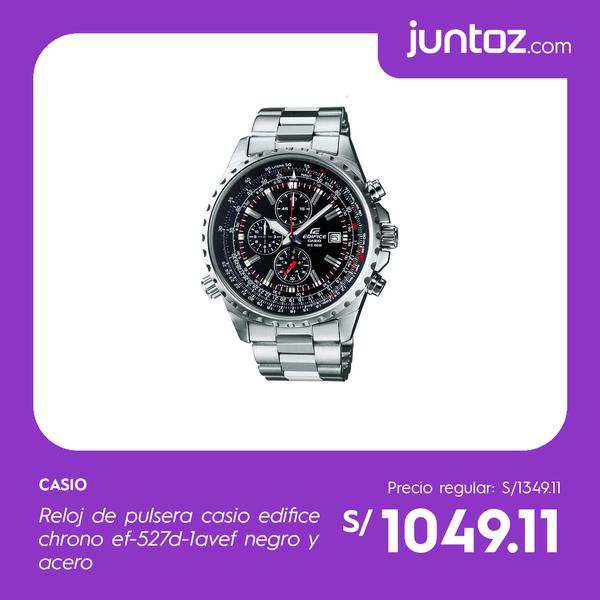 juntoz.com
EDIFICE
CASIO
CASIO
Precio regular: S/1349.11
Reloj de pulsera casio edifice
chrono ef-527d-1avef negro y
acero
S/ 1049.11